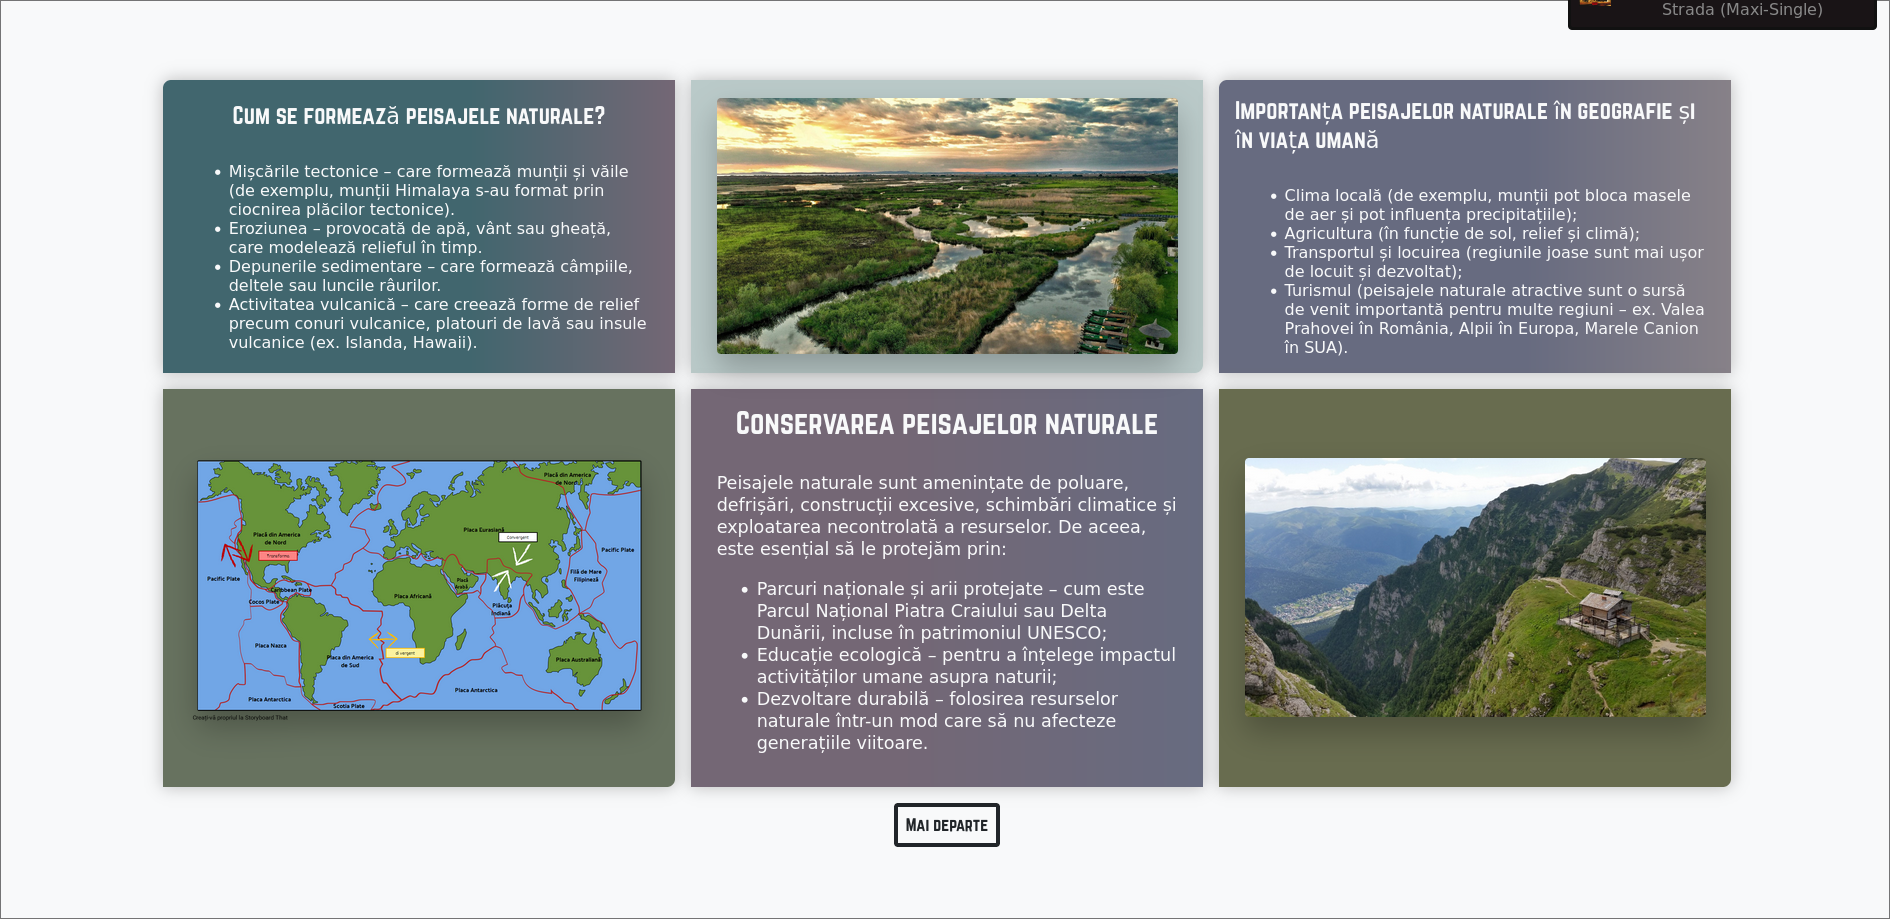 Strada (Maxi-Single)
Cum se formează peisajele naturale?
• Mișcările tectonice – care formează munții și văile
(de exemplu, munții Himalaya s-au format prin
ciocnirea plăcilor tectonice).
• Eroziunea – provocată de apă, vânt sau gheață,
care modelează relieful în timp.
• Depunerile sedimentare – care formează câmpiile,
deltele sau luncile râurilor.
• Activitatea vulcanică – care creează forme de relief
precum conuri vulcanice, platouri de lavă sau insule
vulcanice (ex. Islanda, Hawaii).
Importanța peisajelor naturale în geografie și
în viața umană
• Clima locală (de exemplu, munții pot bloca masele
de aer și pot influența precipitațiile);
• Agricultura (în funcție de sol, relief și climă);
• Transportul și locuirea (regiunile joase sunt mai ușor
de locuit și dezvoltat);
• Turismul (peisajele naturale atractive sunt o sursă
de venit importantă pentru multe regiuni – ex. Valea
Prahovei în România, Alpii în Europa, Marele Canion
în SUA).
Placă din America
de Nord
Placă din America
de Nord
Placa Eurasiană
Convergent
Transforma
Pacific Plate
Pacific Plate
Filă de Mare
Filipineză
Caribbean Plate
Cocos Plate
Placă
Arabă
Placa Africană
Plăcuța
Indiană
Placa Nazca
Placa din America
de Sud
divergent
Placa Australiană
Placa Antarctica
Placa Antarctica
Scotia Plate
Creați-vă propriul la Storyboard That
Conservarea peisajelor naturale
Peisajele naturale sunt amenințate de poluare,
defrișări, construcții excesive, schimbări climatice și
exploatarea necontrolată a resurselor. De aceea,
este esențial să le protejăm prin:
• Parcuri naționale și arii protejate – cum este
Parcul Național Piatra Craiului sau Delta
Dunării, incluse în patrimoniul UNESCO;
• Educație ecologică – pentru a înțelege impactul
activităților umane asupra naturii;
• Dezvoltare durabilă – folosirea resurselor
naturale într-un mod care să nu afecteze
generațiile viitoare.
Mai departe